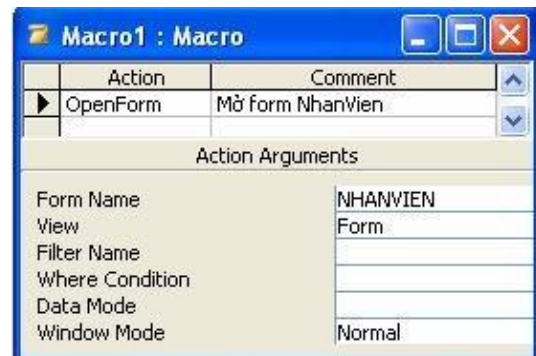 Macro1 : Macro
Action Comment
OpenForm Mở form NhanVien
Action Arguments
Form Name NHANVIEN
View Form
Filter Name
Where Condition
Data Mode
Window Mode Normal